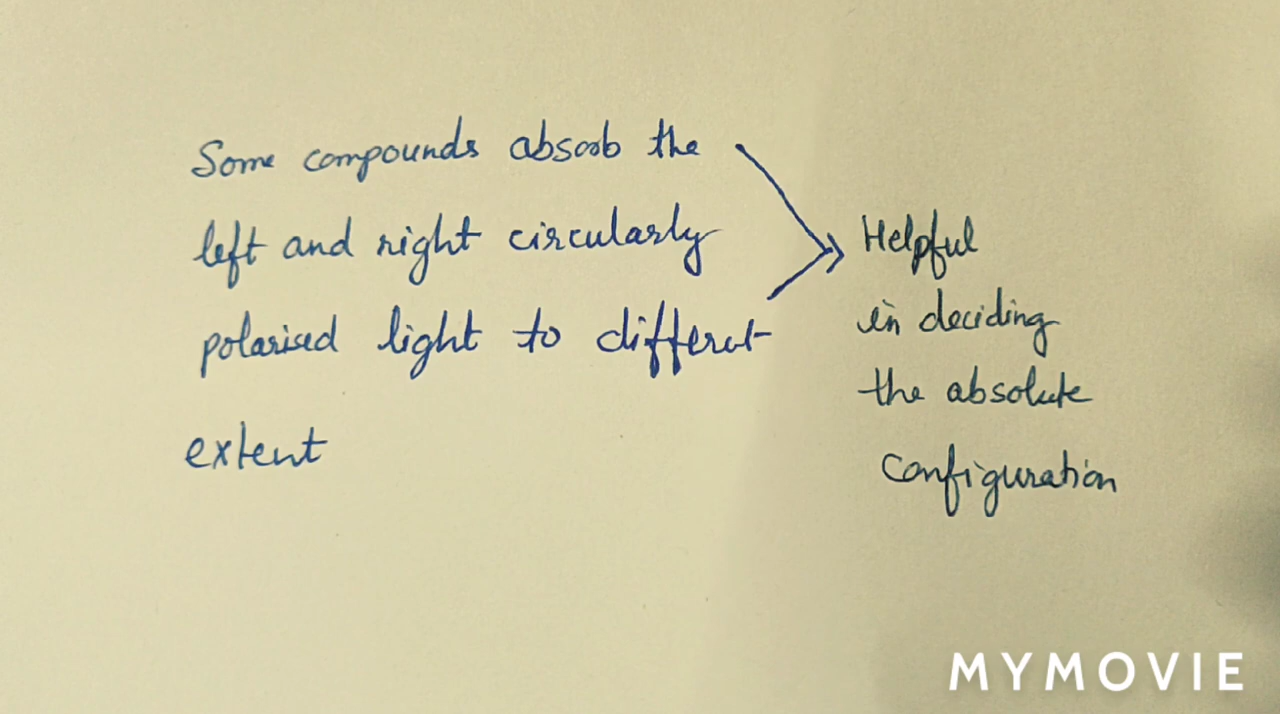 Some compounds absorb the
left and right circularly
polarised light to differet
extent
Helpful
in deciding
the absolute
configuration
MYMOVIE